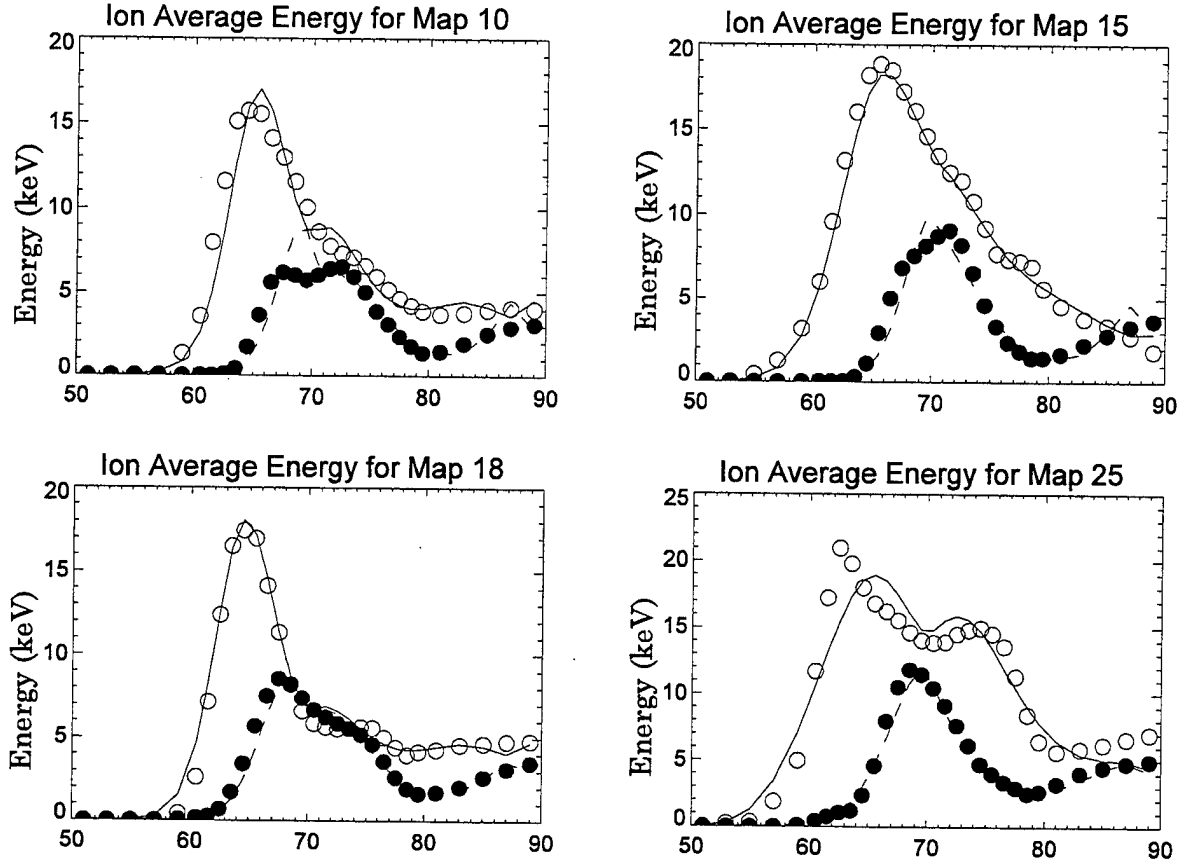 Ion Average Energy for Map 10
20
15
10
5
0
Energy (keV)
50 60 70 80 90
Ion Average Energy for Map 15
20
15
10
5
0
Energy (keV)
50 60 70 80 90
Ion Average Energy for Map 18
20
15
10
5
0
Energy (keV)
50 60 70 80 90
Ion Average Energy for Map 25
25
20
15
10
5
0
Energy (keV)
50 60 70 80 90